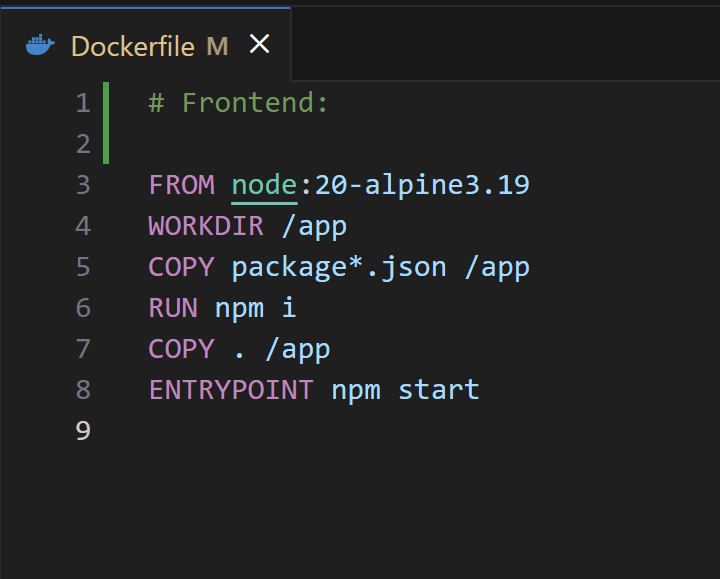 Dockerfile M
1 # Frontend:
2
3 FROM node:20-alpine3.19
4 WORKDIR /app
5 COPY package*.json /app
6 RUN npm i
7 COPY . /app
8 ENTRYPOINT npm start
9